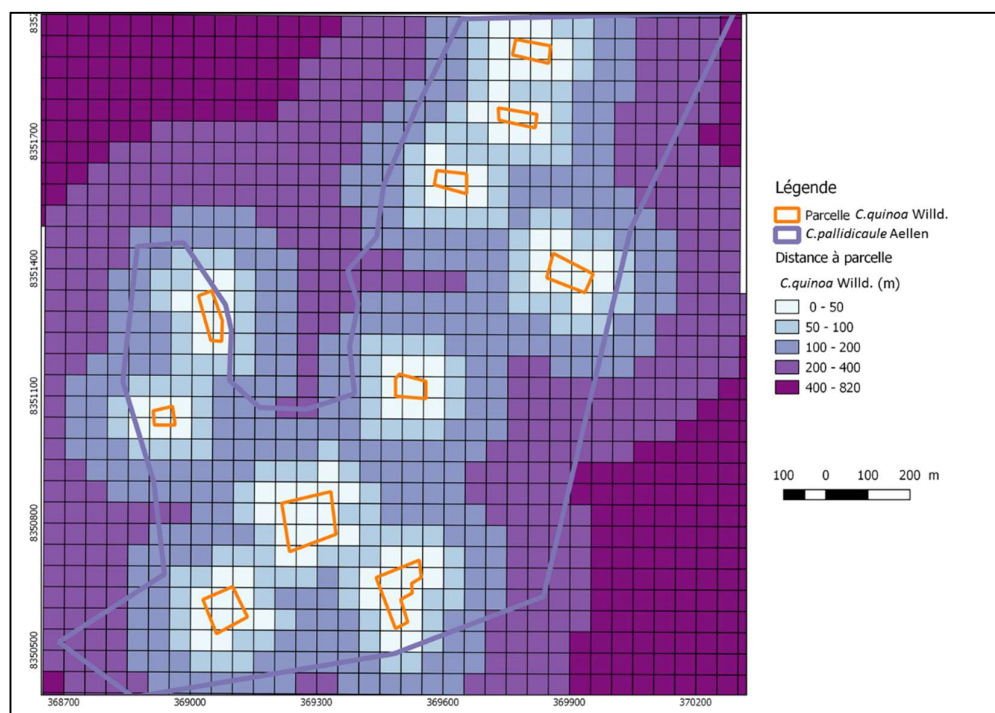 8352
8351700
8351400
8351100
8350800
8350500
368700
369000
369300
369600
369900
370200
Légende
Parcelle C.quinoa Willd.
C.pallidicaule Aellen
Distance à parcelle
C.quinoa Willd. (m)
0 - 50
50 - 100
100 - 200
200 - 400
400 - 820
100 0 100 200 m